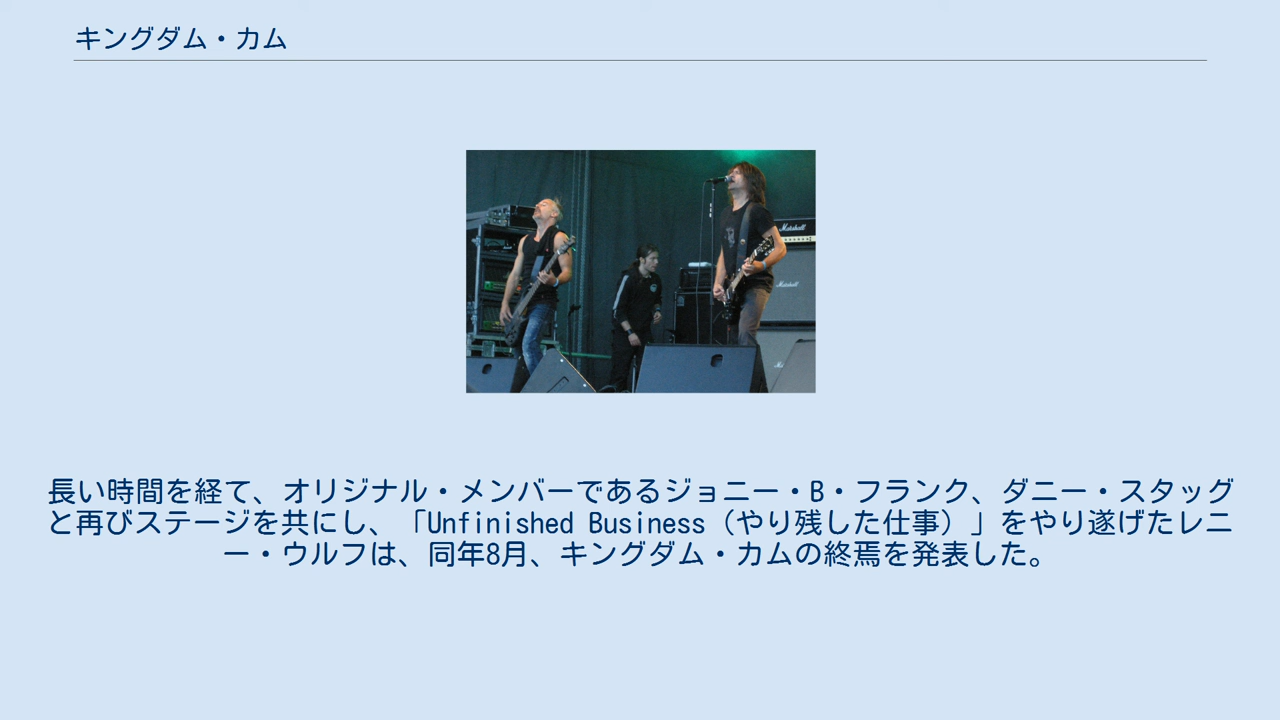 キングダム・カム
Marshall
Marshall
長い時間を経て、オリジナル・メンバーであるジョニー・B・フランク、ダニー・スタッグ
と再びステージを共にし、「Unfinished Business（やり残した仕事）」をやり遂げたレニ
ー・ウルフは、同年8月、キングダム・カムの終焉を発表した。